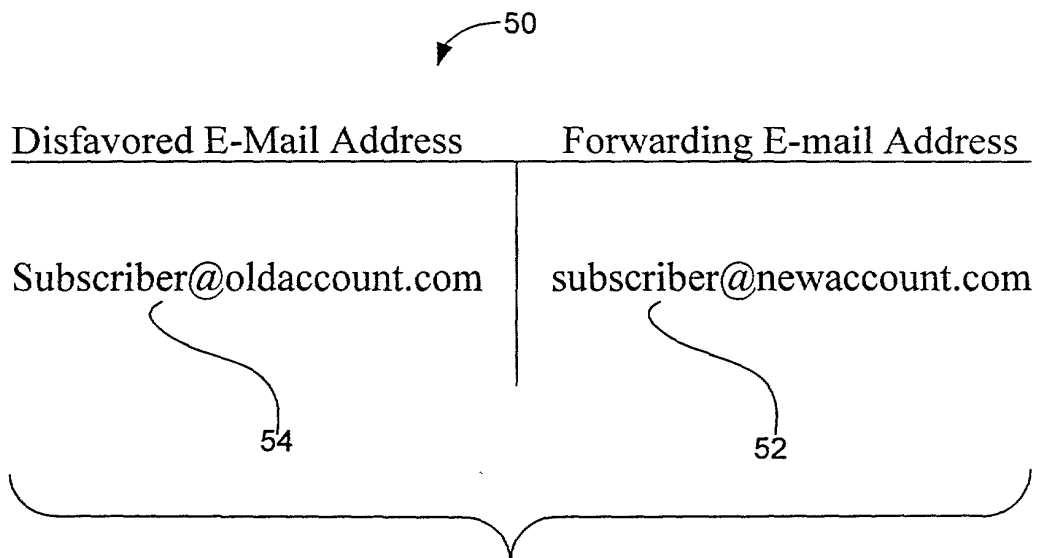 50
Disfavored E-Mail Address Forwarding E-mail Address
Subscriber@oldaccount.com subscriber@newaccount.com
54 52